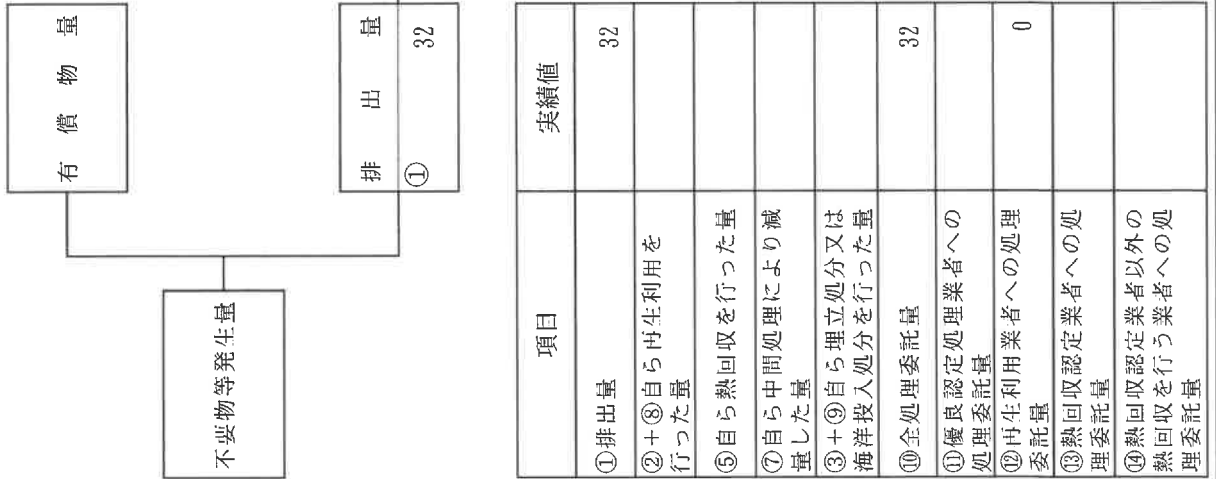 有償物量
不要物等発生量
排出量
① 32
項目 実績値
①排出量 32
②+⑧自ら再生利用を
行った量
⑤自ら熱回収を行った量
⑦自ら中間処理により減
量した量
③+⑨自ら埋立処分又は
海洋投入処分を行った量
⑩全処理委託量 32
⑪優良認定処理業者への
処理委託量
⑫再生利用業者への処理
委託量 0
⑬熱回収認定業者への処
理委託量
⑭熱回収認定業者以外の
熱回収を行う業者への処
理委託量